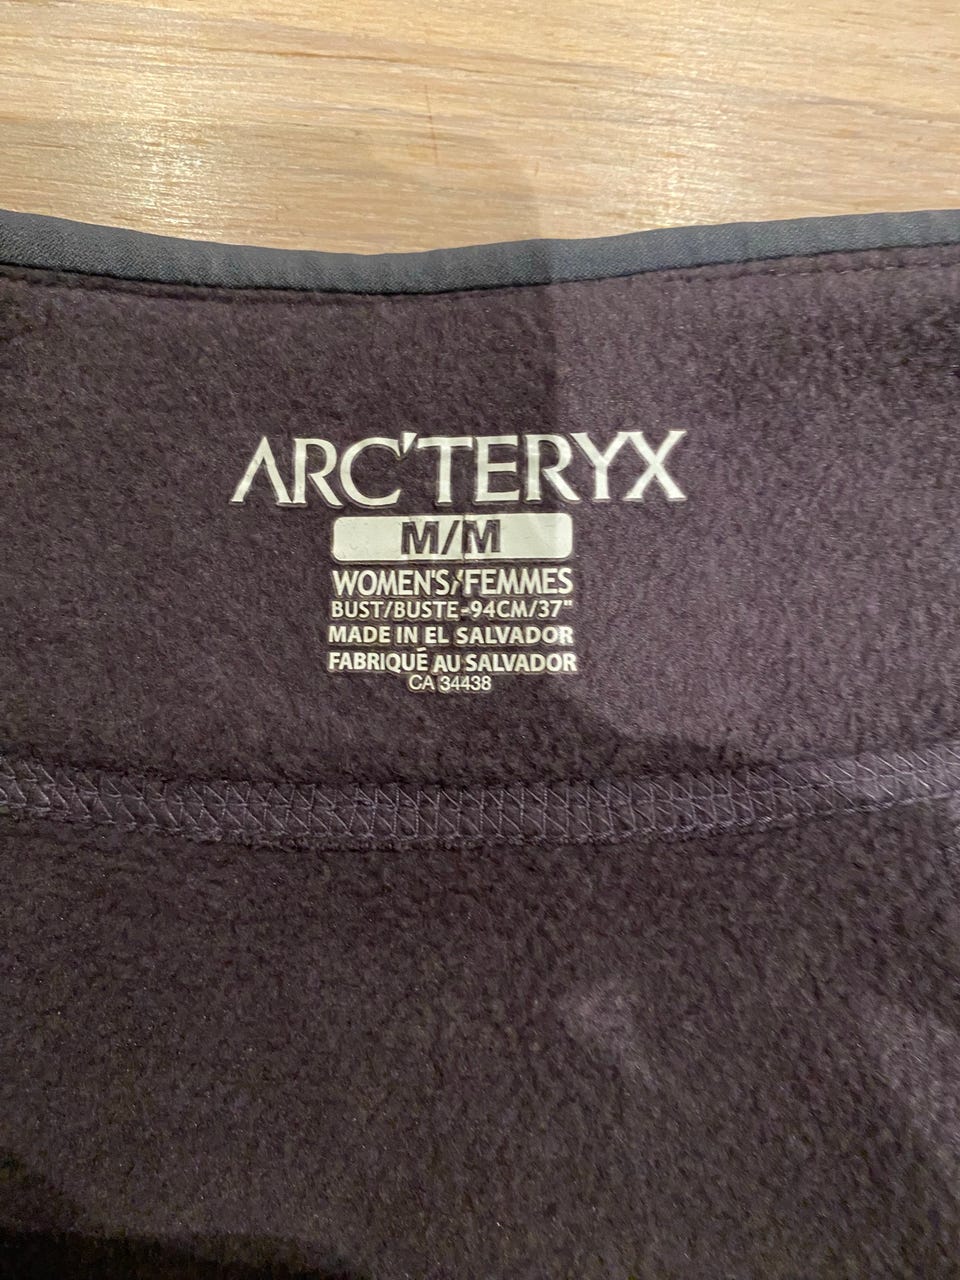 ARC'TERYX
M/M
WOMEN'S/FEMMES
BUST/BUSTE-94CM/37"
MADE IN EL SALVADOR
FABRIQUÉ AU SALVADOR
CA 34438